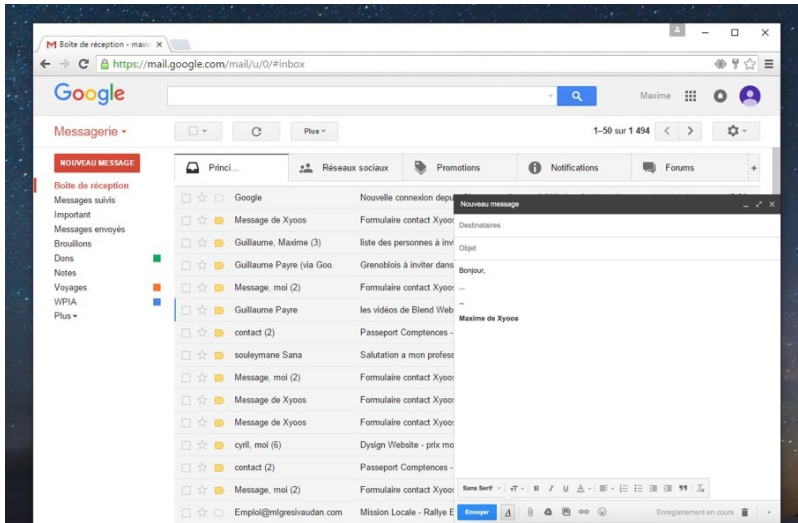 Boîte de réception - maxin
https://mail.google.com/mail/u/0/#inbox
Google
Maxime
Messagerie
Plus
1–50 sur 1 494
NOUVEAU MESSAGE
Princi...
Réseaux sociaux
Promotions
Notifications
Forums
+
Boîte de réception
Messages suivis
Important
Messages envoyés
Brouillons
Dons
Notes
Voyages
WPIA
Plus
Google Nouvelle connexion depu
Message de Xyoos Formulaire contact Xyoos
Guillaume, Maxime (3) liste des personnes à invi
Guillaume Payre (via Goo. Grenoblois à inviter dans
Message, moi (2) Formulaire contact Xyoos
Guillaume Payre les vidéos de Blend Web
contact (2) Passeport Comptences -
souleymane Sana Salutation a mon profess
Message, moi (2) Formulaire contact Xyoos
Message de Xyoos Formulaire contact Xyoos
Message de Xyoos Formulaire contact Xyoos
cyril, moi (6) Dysign Website - prix mo
contact (2) Passeport Comptences -
Message, moi (2) Formulaire contact Xyoos
Emploi@mlgresivaudan.com Mission Locale - Rallye E
Nouveau message
Destinataires
Objet
Bonjour,
...
--
Maxime de Xyoos
Sans Serif
Envoyer
Enregistrement en cours